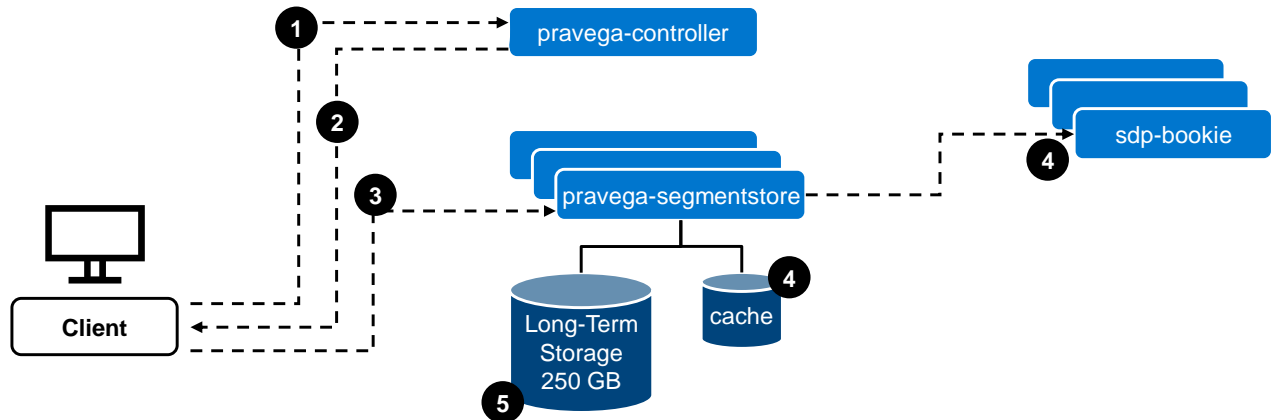 1
pravega-controller
2
sdp-bookie
4
3
pravega-segmentstore
4
cache
Client
Long-Term
Storage
250 GB
5